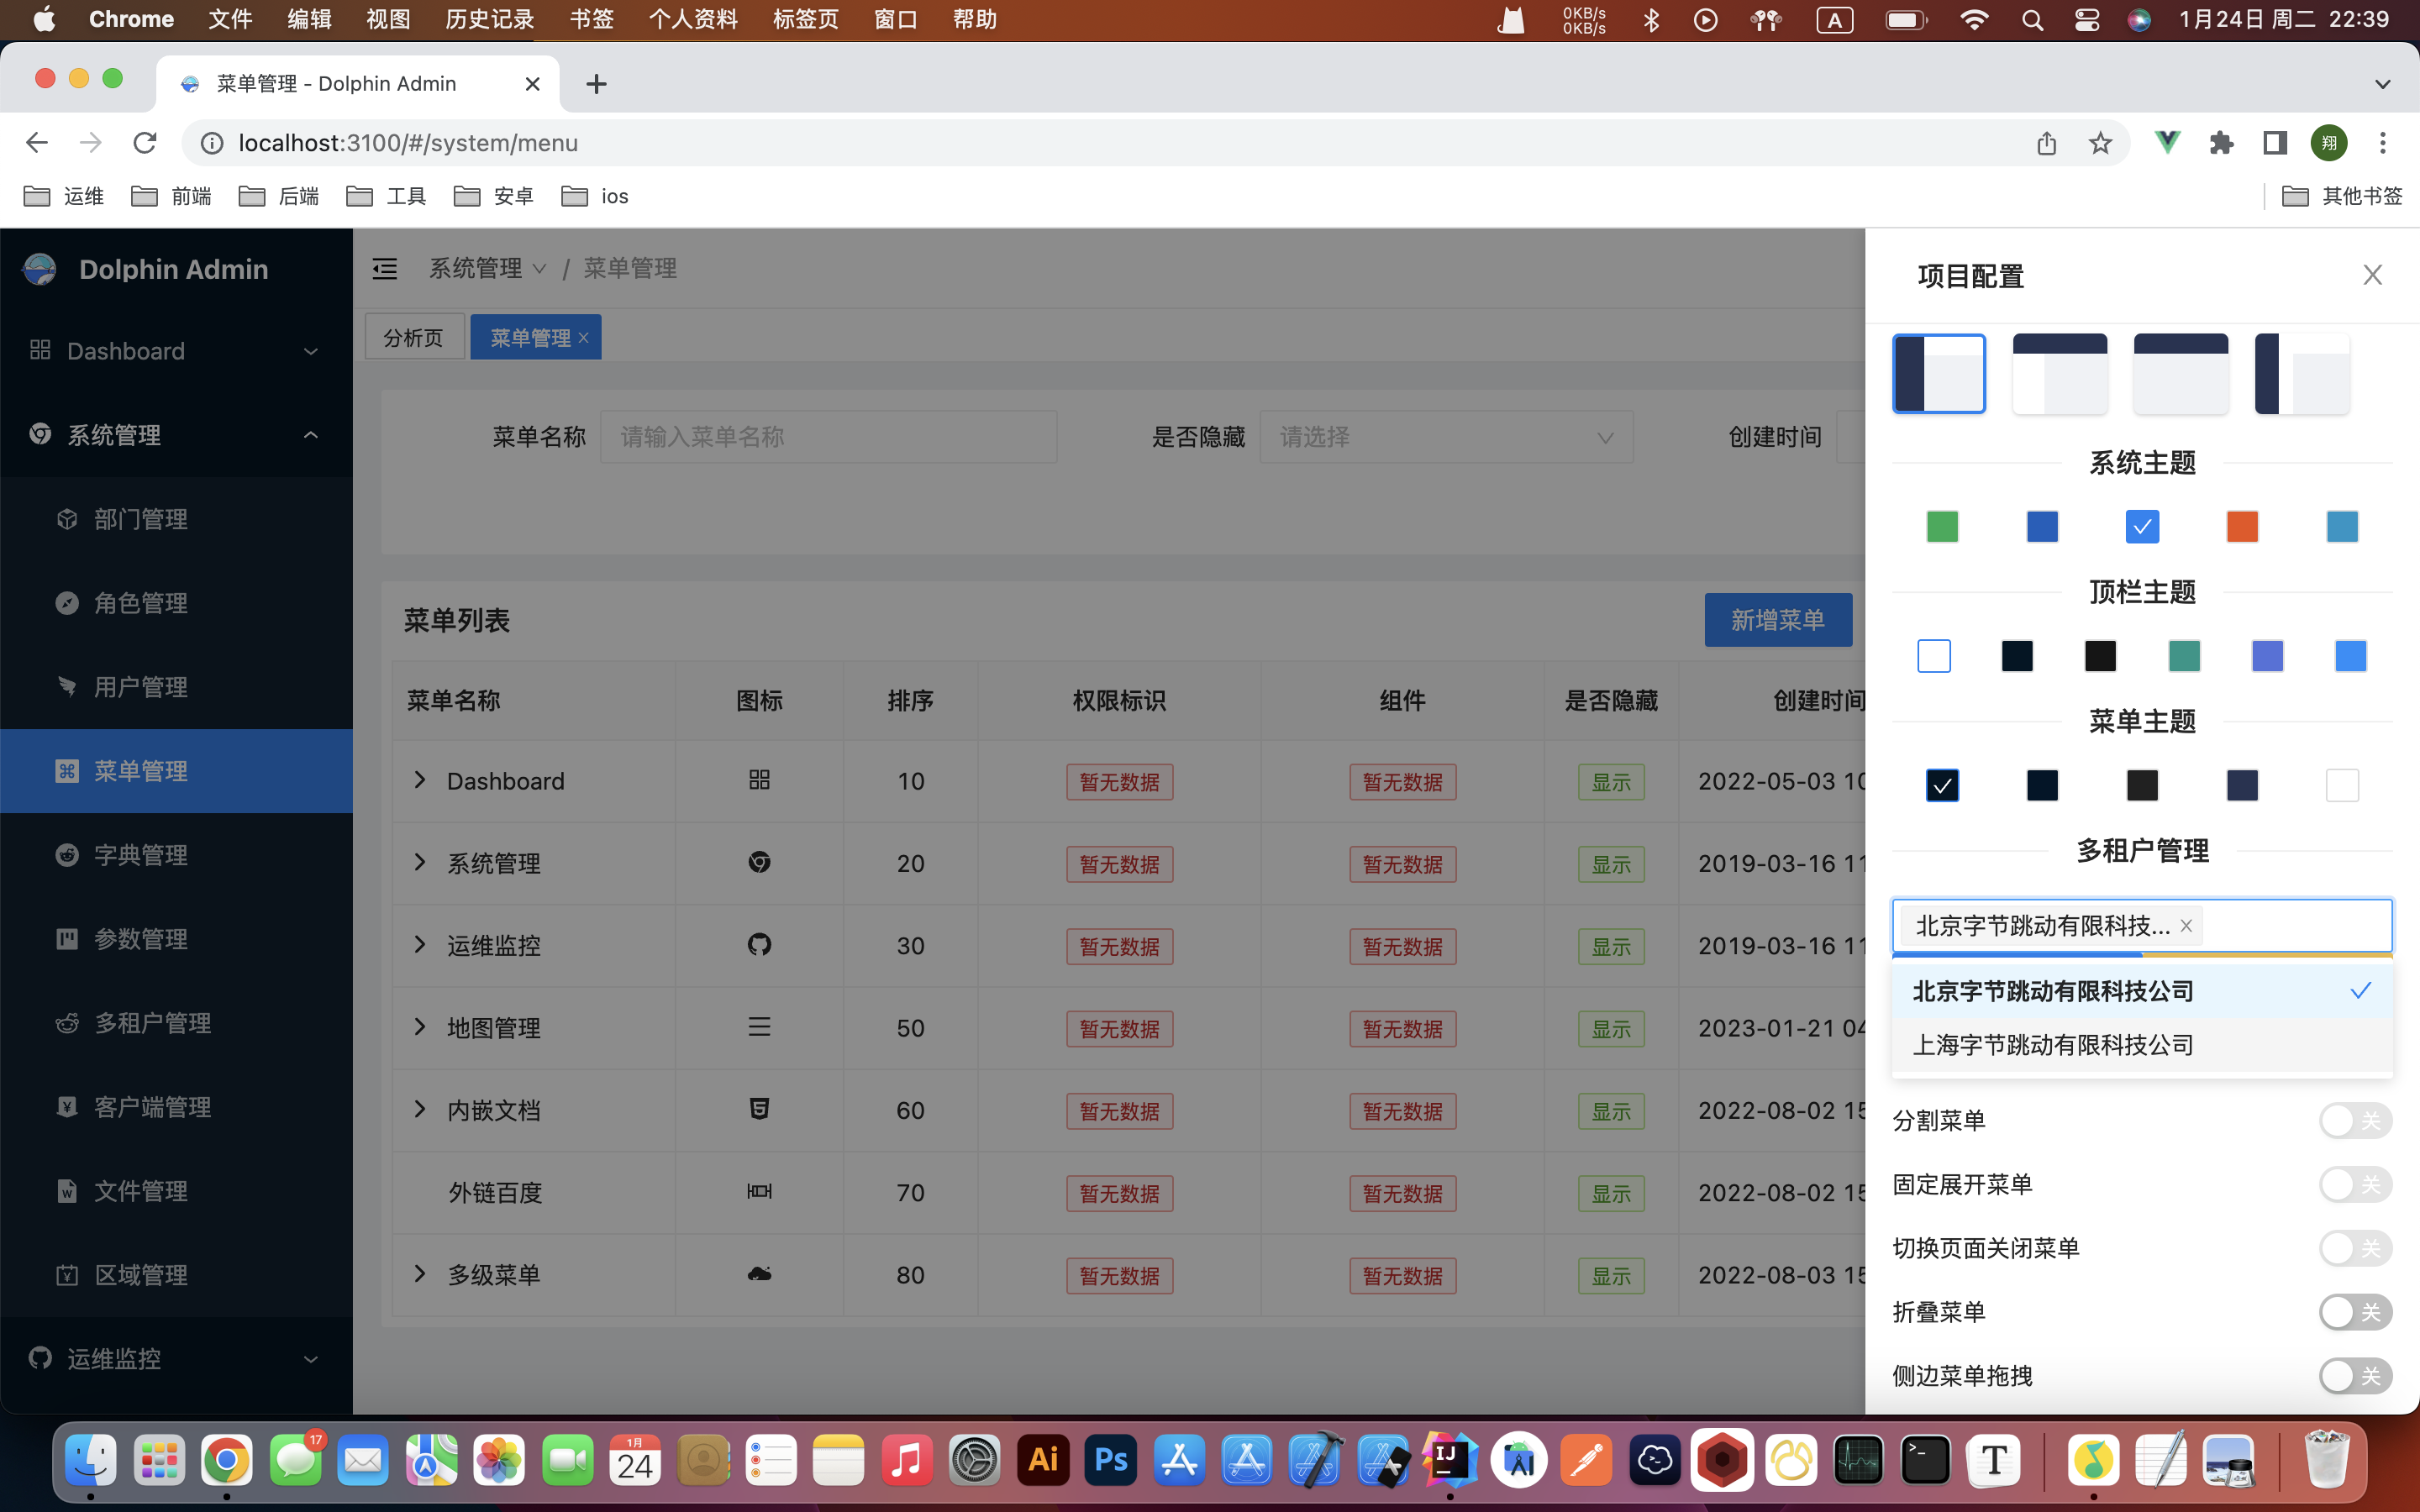 Chrome 文件 编辑 视图 历史记录 书签 个人资料 标签页 窗口 帮助 0KB/s 0KB/s A 1月24日 周二 22:39
菜单管理 - Dolphin Admin
localhost:3100/#/system/menu 翔
运维 前端 后端 工具 安卓 ios 其他书签
Dolphin Admin
Dashboard
系统管理
部门管理
角色管理
用户管理
菜单管理
字典管理
参数管理
多租户管理
客户端管理
文件管理
区域管理
运维监控
系统管理 / 菜单管理
分析页 菜单管理
菜单名称 请输入菜单名称 是否隐藏 请选择 创建时间
菜单列表 新增菜单
菜单名称 图标 排序 权限标识 组件 是否隐藏 创建时间
Dashboard 10 暂无数据 暂无数据 显示 2022-05-03 10
系统管理 20 暂无数据 暂无数据 显示 2019-03-16 11
运维监控 30 暂无数据 暂无数据 显示 2019-03-16 11
地图管理 50 暂无数据 暂无数据 显示 2023-01-21 04
内嵌文档 60 暂无数据 暂无数据 显示 2022-08-02 15
外链百度 70 暂无数据 暂无数据 显示 2022-08-02 15
多级菜单 80 暂无数据 暂无数据 显示 2022-08-03 15
项目配置
系统主题
顶栏主题
菜单主题
多租户管理
北京字节跳动有限科技...
北京字节跳动有限科技公司
上海字节跳动有限科技公司
分割菜单 关
固定展开菜单 关
切换页面关闭菜单 关
折叠菜单 关
侧边菜单拖拽 关
17 1月 24 Ai Ps IJ T